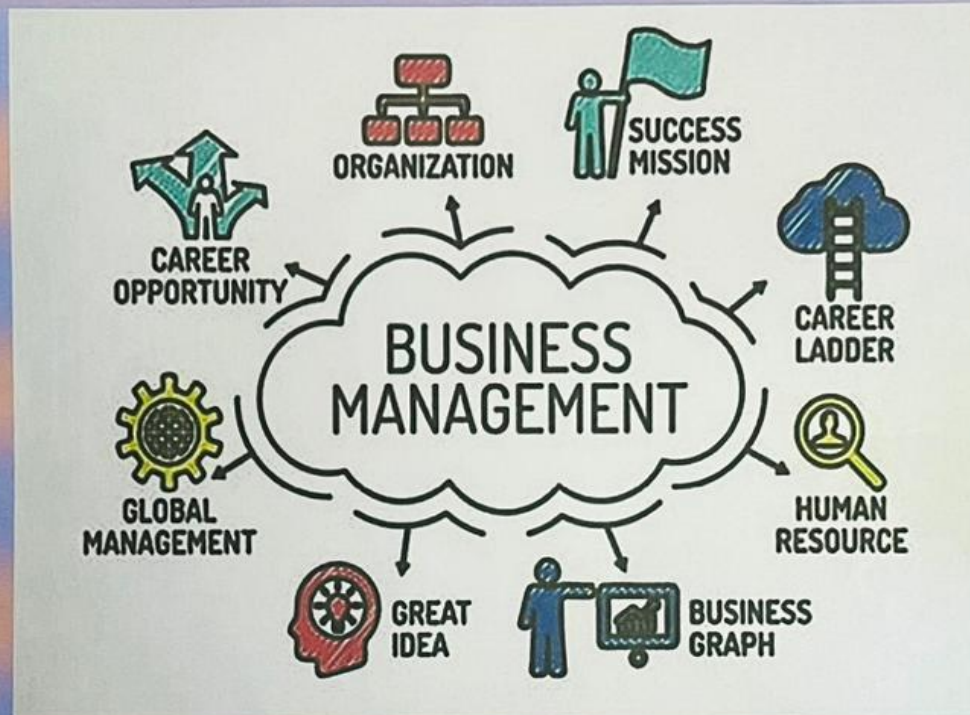 ORGANIZATION
SUCCESS
MISSION
CAREER
OPPORTUNITY
CAREER
LADDER
BUSINESS
MANAGEMENT
GLOBAL
MANAGEMENT
HUMAN
RESOURCE
GREAT
IDEA
BUSINESS
GRAPH